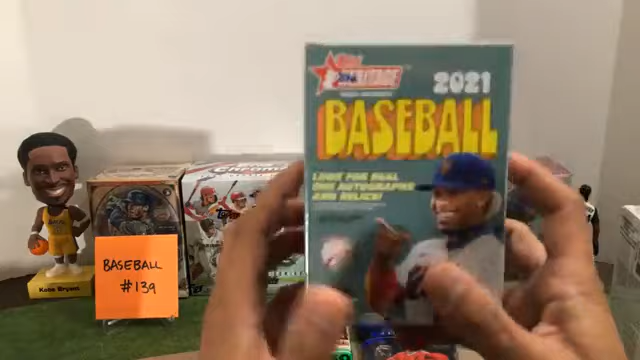 Topps
HERITAGE
2021
BASEBALL
LOOK FOR REAL
ONE AUTOGRAPHS
AND RELICS!
BASEBALL
#139
Kobe Bryant